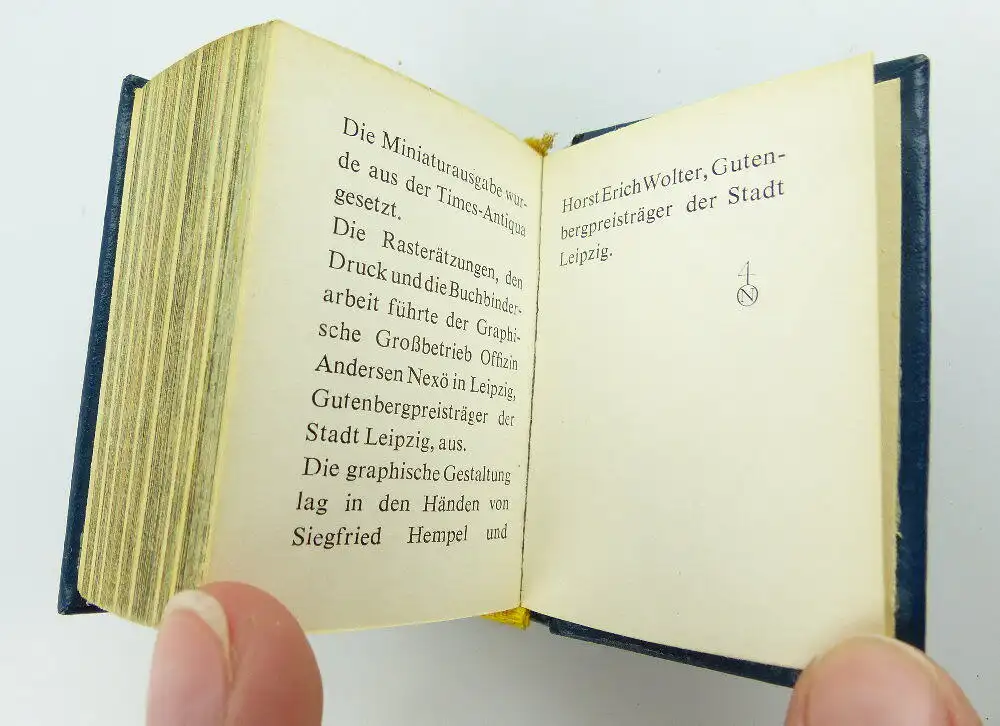 Die Miniaturausgabe wur-
de aus der Times-Antiqua
gesetzt.
Die Rasterätzungen, den
Druck und die Buchbinder-
arbeit führte der Graphi-
sche Großbetrieb Offizin
Andersen Nexö in Leipzig,
Gutenbergpreisträger der
Stadt Leipzig, aus.
Die graphische Gestaltung
lag in den Händen von
Siegfried Hempel und
Horst Erich Wolter, Guten-
bergpreisträger der Stadt
Leipzig.
4
N